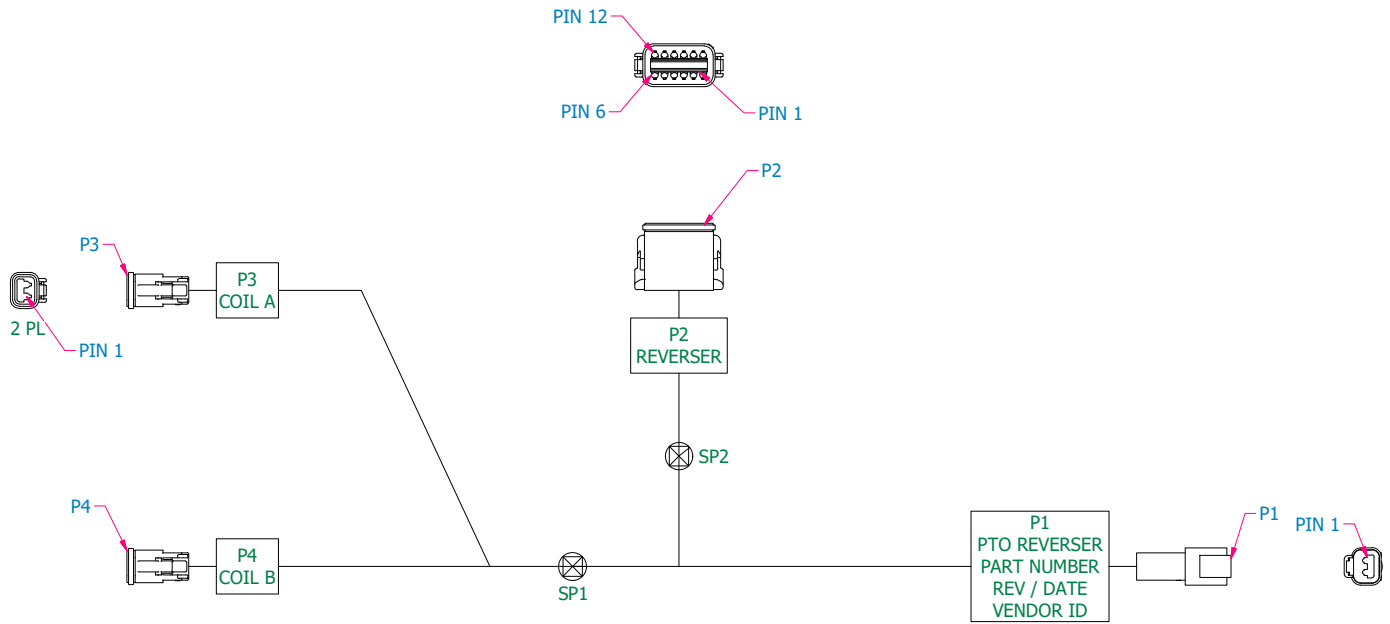 PIN 12
PIN 6
PIN 1
P2
P3
P3
COIL A
2 PL
PIN 1
P2
REVERSER
SP2
P4
P4
COIL B
SP1
P1
PTO REVERSER
PART NUMBER
REV / DATE
VENDOR ID
P1
PIN 1